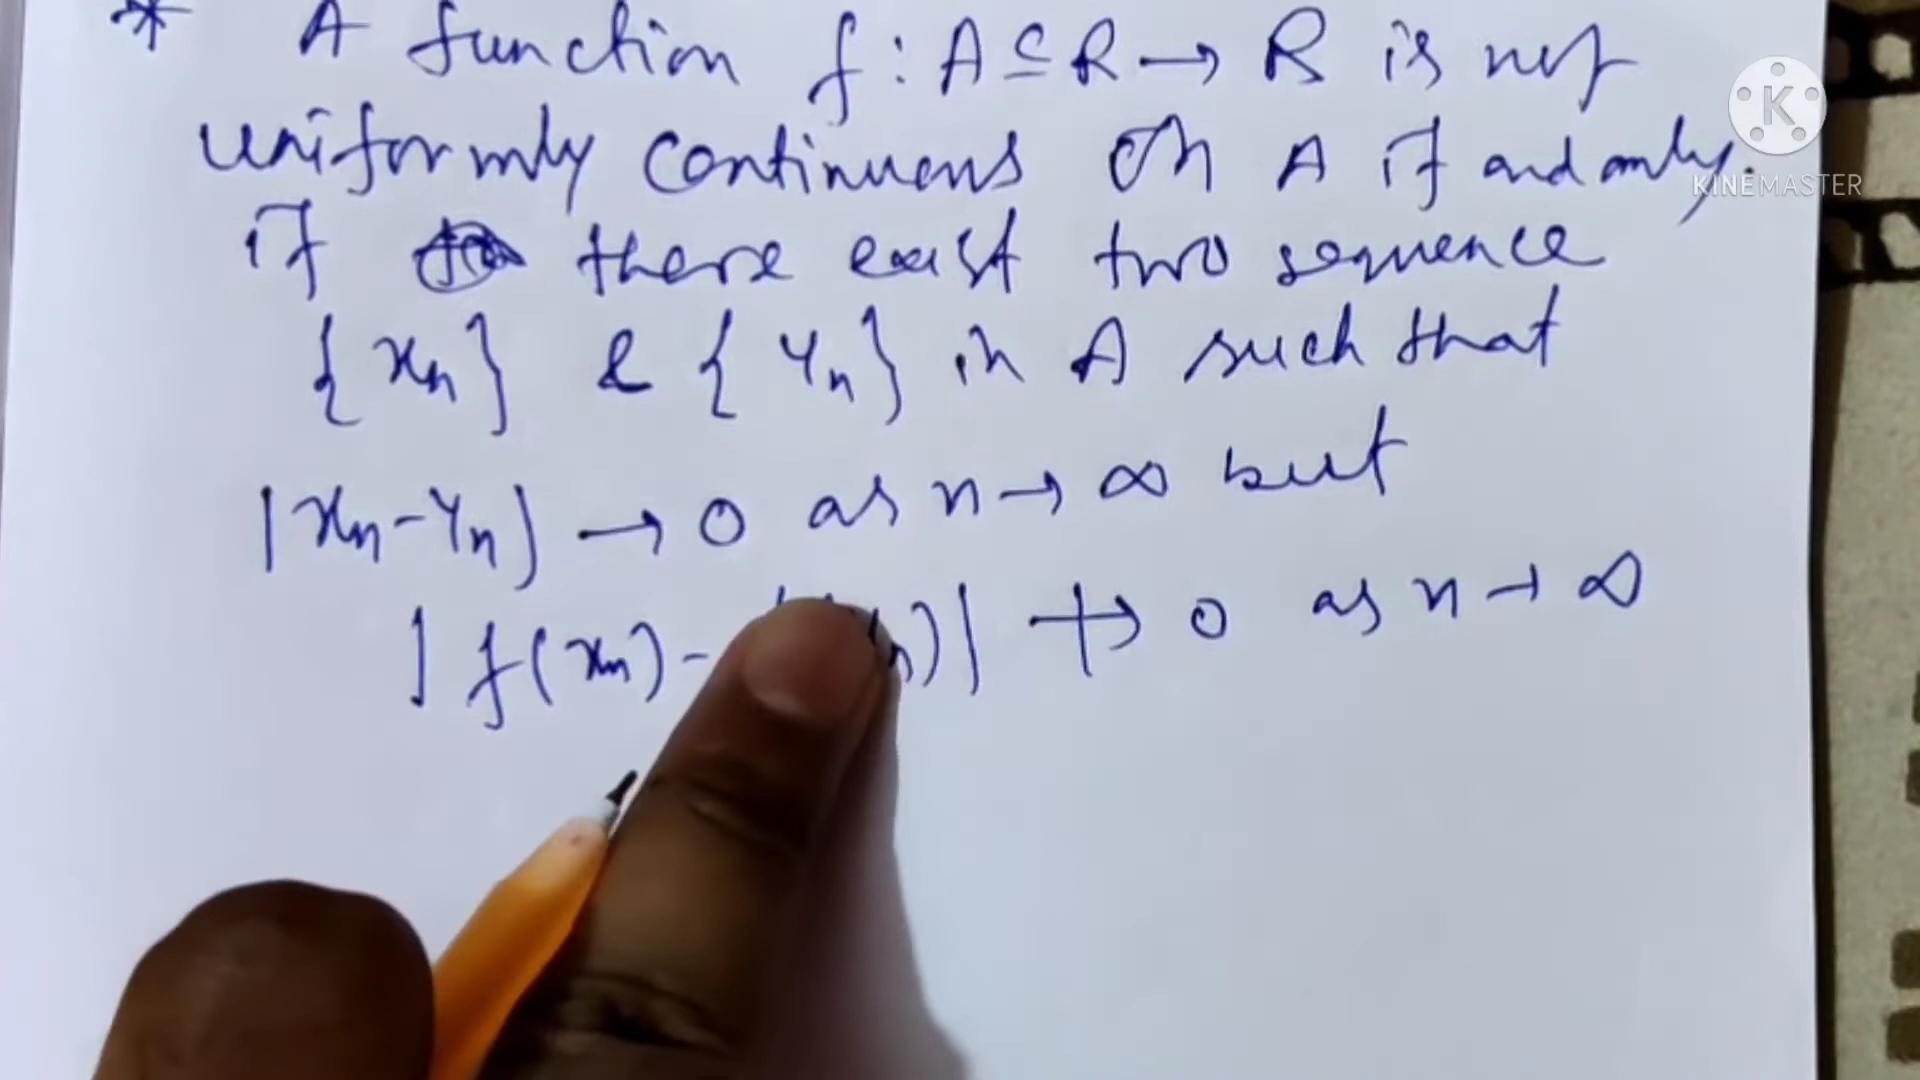 * A function f : A ⊆ R → R is not
uniformly continuous on A if and only
if there exist two sequence
{xn} & {yn} in A such that
|xn - yn| → 0 as n → ∞ but
|f(xn) - n)| ↛ 0 as n → ∞
K
KINEMASTER